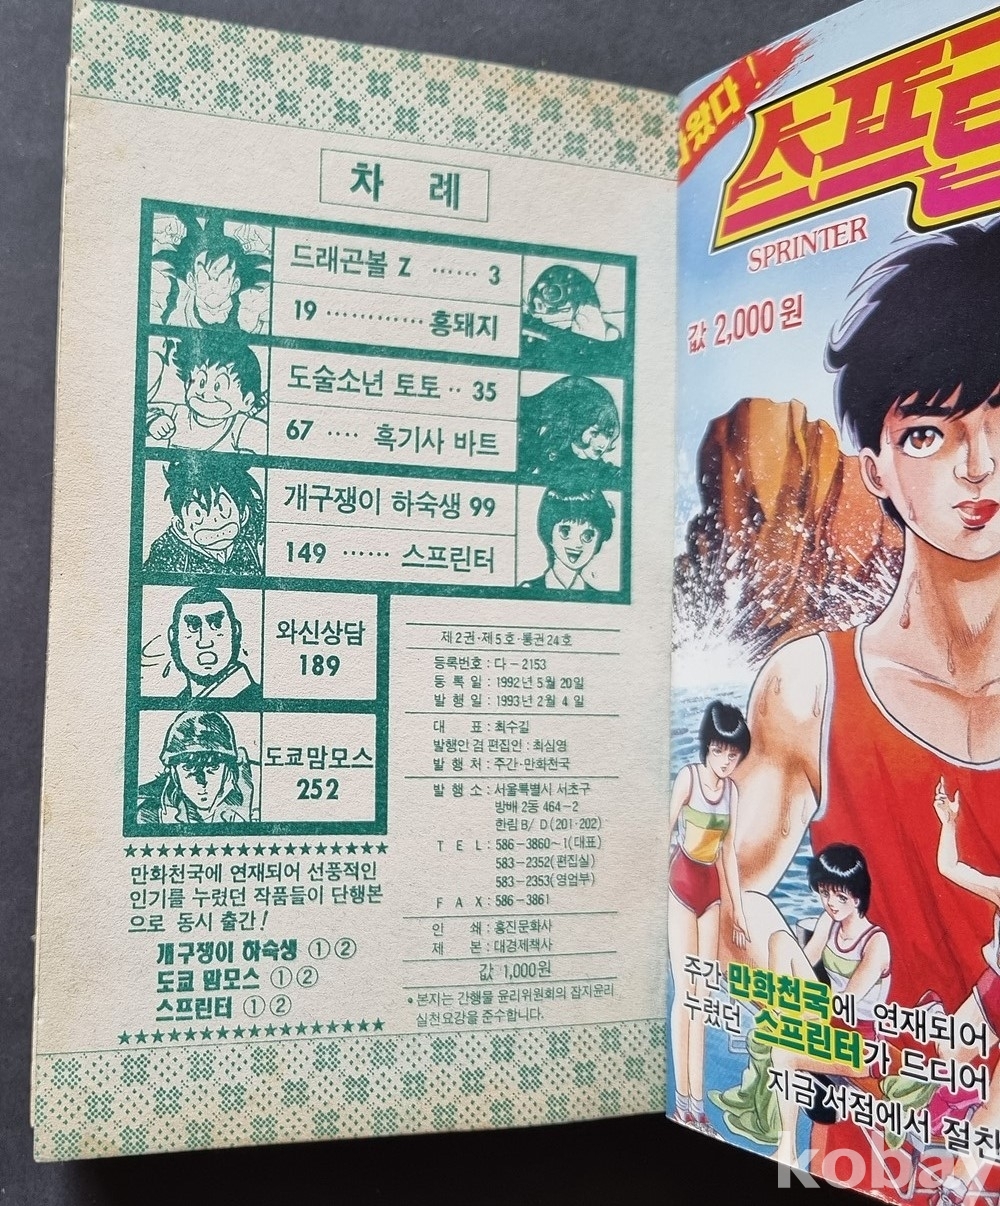 차 례
드래곤볼 Z ...... 3
19 ............ 홍돼지
도술소년 토토 ·· 35
67 ···· 흑기사 바트
개구쟁이 하숙생 99
149 ······ 스프린터
와신상담
189
도쿄맘모스
252
제2권·제5호·통권24호
등록번호 : 다-2153
등 록 일 : 1992년 5월 20일
발 행 일 : 1993년 2월 4일
대 표 : 최수길
발행안 겸 편집인 : 최심영
발 행 처 : 주간·만화천국
발 행 소 : 서울특별시 서초구
방배 2동 464-2
한림B/D(201·202)
T E L : 586-3860~1(대표)
583-2352(편집실)
583-2353(영업부)
F A X : 586-3861
인 쇄 : 홍진문화사
제 본 : 대경제책사
값 1,000원
• 본지는 간행물 윤리위원회의 잡지윤리
실천요강을 준수합니다.
★★★★★★★★★★★★★★★★★
만화천국에 연재되어 선풍적인
인기를 누렸던 작품들이 단행본
으로 동시 출간!
개구쟁이 하숙생 ①②
도쿄 맘모스 ①②
스프린터 ①②
★★★★★★★★★★★★★★★★★
왔다!
스프린
SPRINTER
값 2,000원
주간 만화천국에 연재되어
누렸던 스프린터가 드디어
지금 서점에서 절찬
kobay